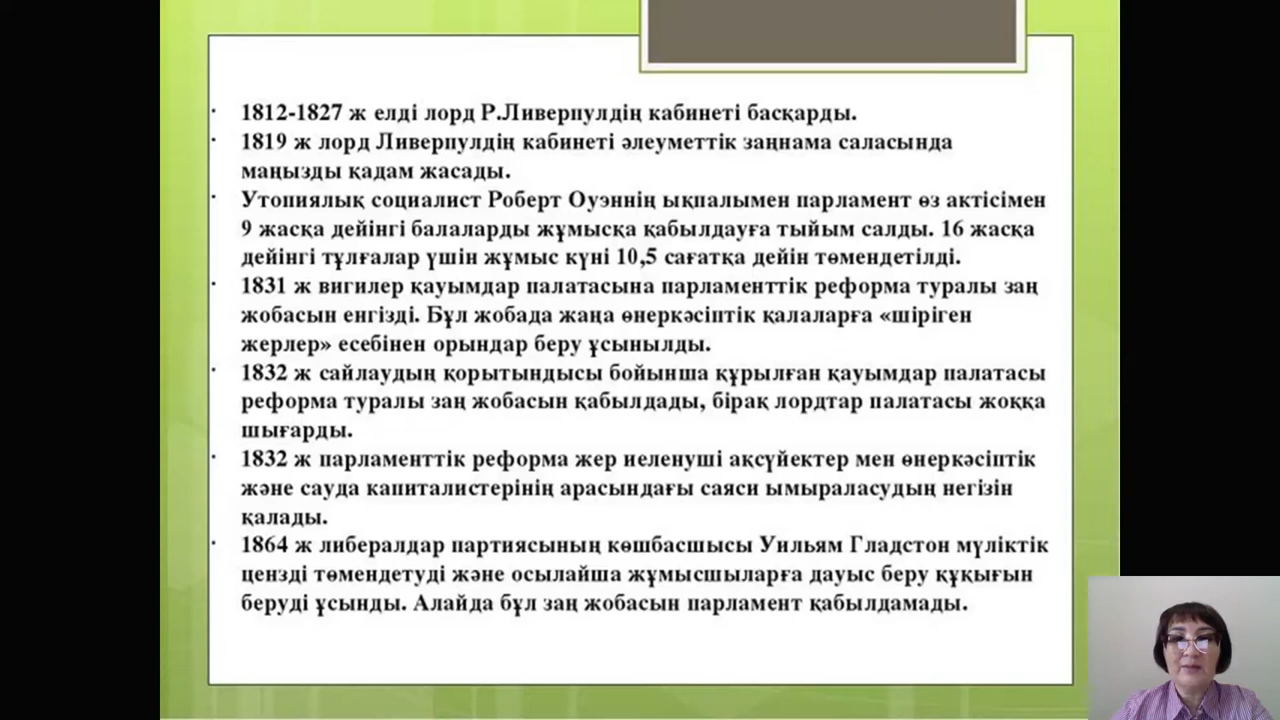 • 1812-1827 ж елді лорд Р.Ливерпулдің кабинеті басқарды.
• 1819 ж лорд Ливерпулдің кабинеті әлеуметтік заңнама саласында
маңызды қадам жасады.
• Утопиялық социалист Роберт Оуэннің ықпалымен парламент өз актісімен
9 жасқа дейінгі балаларды жұмысқа қабылдауға тыйым салды. 16 жасқа
дейінгі тұлғалар үшін жұмыс күні 10,5 сағатқа дейін төмендетілді.
• 1831 ж вигилер қауымдар палатасына парламенттік реформа туралы заң
жобасын енгізді. Бұл жобада жаңа өнеркәсіптік қалаларға «шіріген
жерлер» есебінен орындар беру ұсынылды.
• 1832 ж сайлаудың қорытындысы бойынша құрылған қауымдар палатасы
реформа туралы заң жобасын қабылдады, бірақ лордтар палатасы жоққа
шығарды.
• 1832 ж парламенттік реформа жер иеленуші ақсүйектер мен өнеркәсіптік
және сауда капиталистерінің арасындағы саяси ымыраласудың негізін
қалады.
• 1864 ж либералдар партиясының көшбасшысы Уильям Гладстон мүліктік
цензді төмендетуді және осылайша жұмысшыларға дауыс беру құқығын
беруді ұсынды. Алайда бұл заң жобасын парламент қабылдамады.